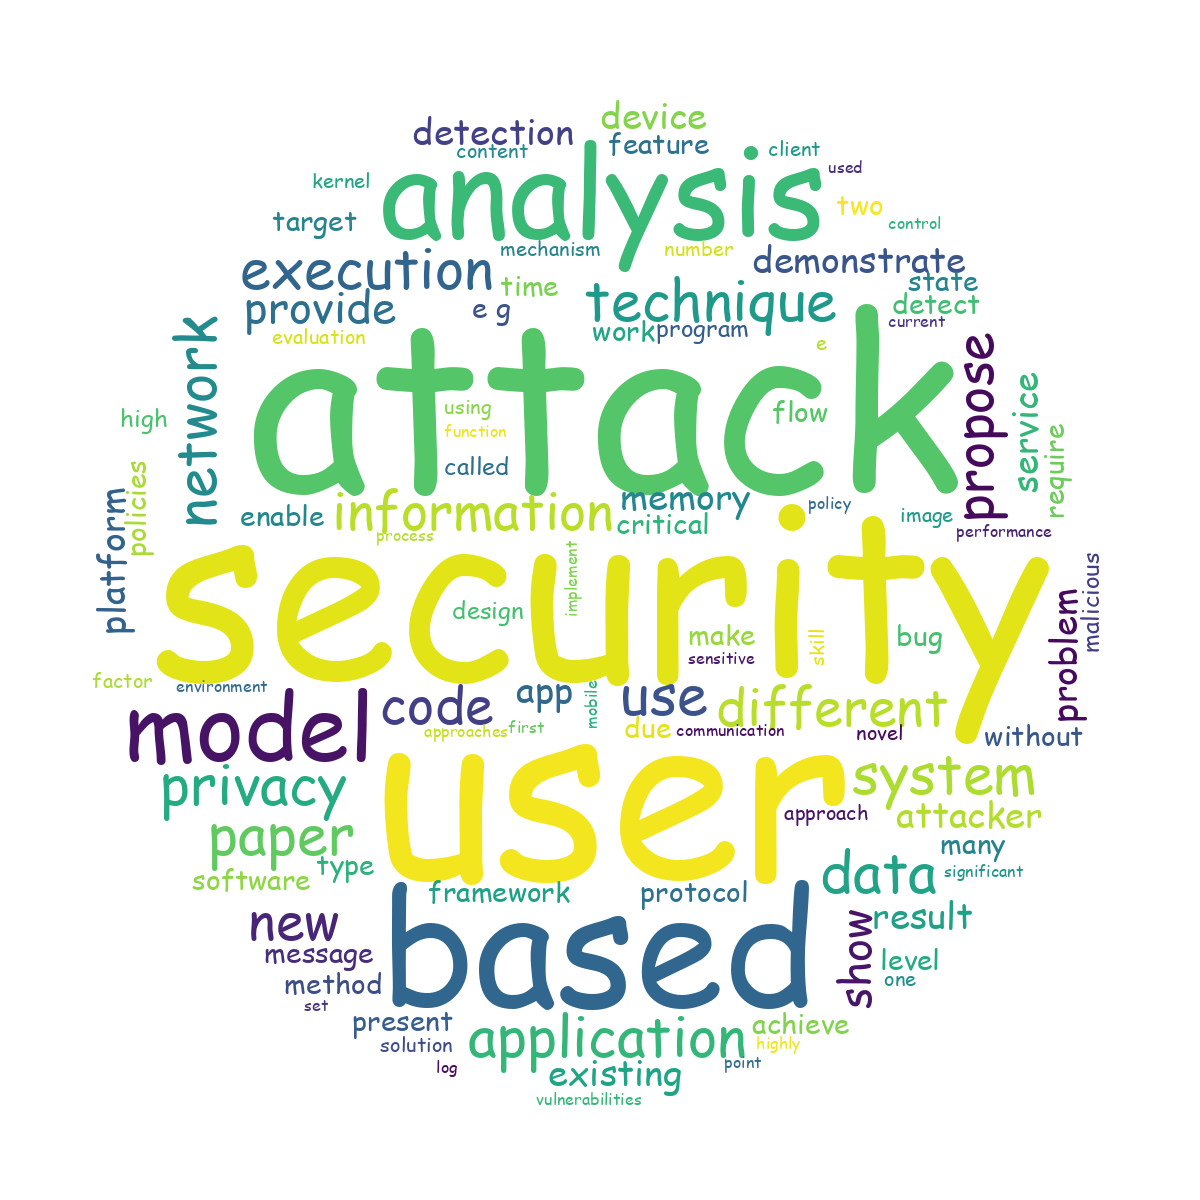 device
detection
feature
content
client
analysis
used
kernel
two
target
control
mechanism
number
demonstrate
execution
state
time
technique
detect
provide
e g
current
work
program
evaluation
e
network
attack
propose
service
using
flow
high
function
require
called
policies
platform
information
memory
policy
enable
critical
image
process
performance
security
implement
malicious
design
make
skill
bug
problem
sensitive
factor
environment
app
use
mobile
different
model
code
approaches
first
due
communication
novel
without
user
privacy
system
approach
attacker
paper
many
type
software
significant
data
framework
protocol
based
new
show
result
message
level
method
one
set
present
achieve
application
solution
highly
log
point
existing
vulnerabilities